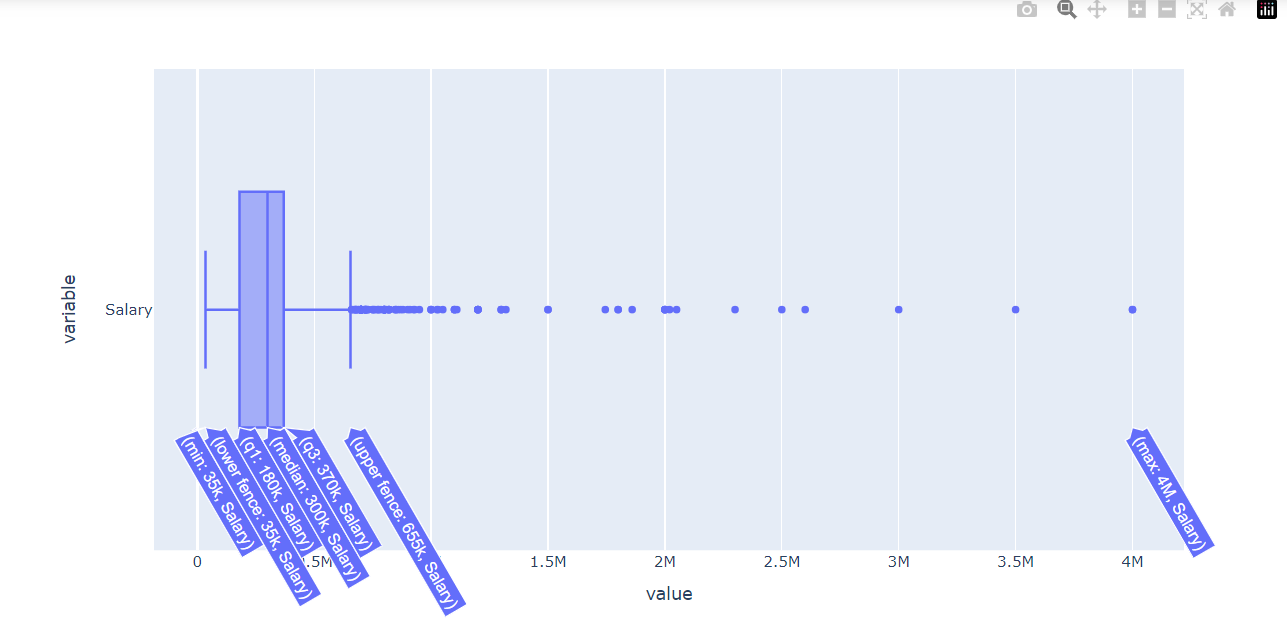 variable
Salary
(min: 35k, Salary)
(lower fence: 35k, Salary)
(q1: 180k, Salary)
(median: 300k, Salary)
(q3: 370k, Salary)
(upper fence: 655k, Salary)
(max: 4M, Salary)
0
1.5M
2M
2.5M
3M
3.5M
4M
value